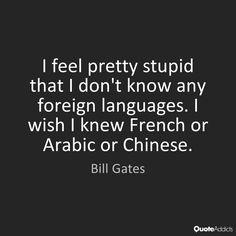 I feel pretty stupid
that I don't know any
foreign languages. I
wish I knew French or
Arabic or Chinese.
Bill Gates
QuoteAddicts